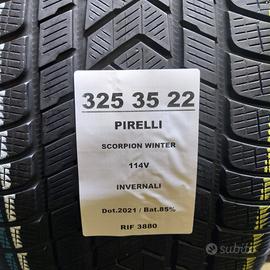 325 35 22
PIRELLI
SCORPION WINTER
114V
INVERNALI
Dot.2021 / Bat.85%
RIF 3880
subito